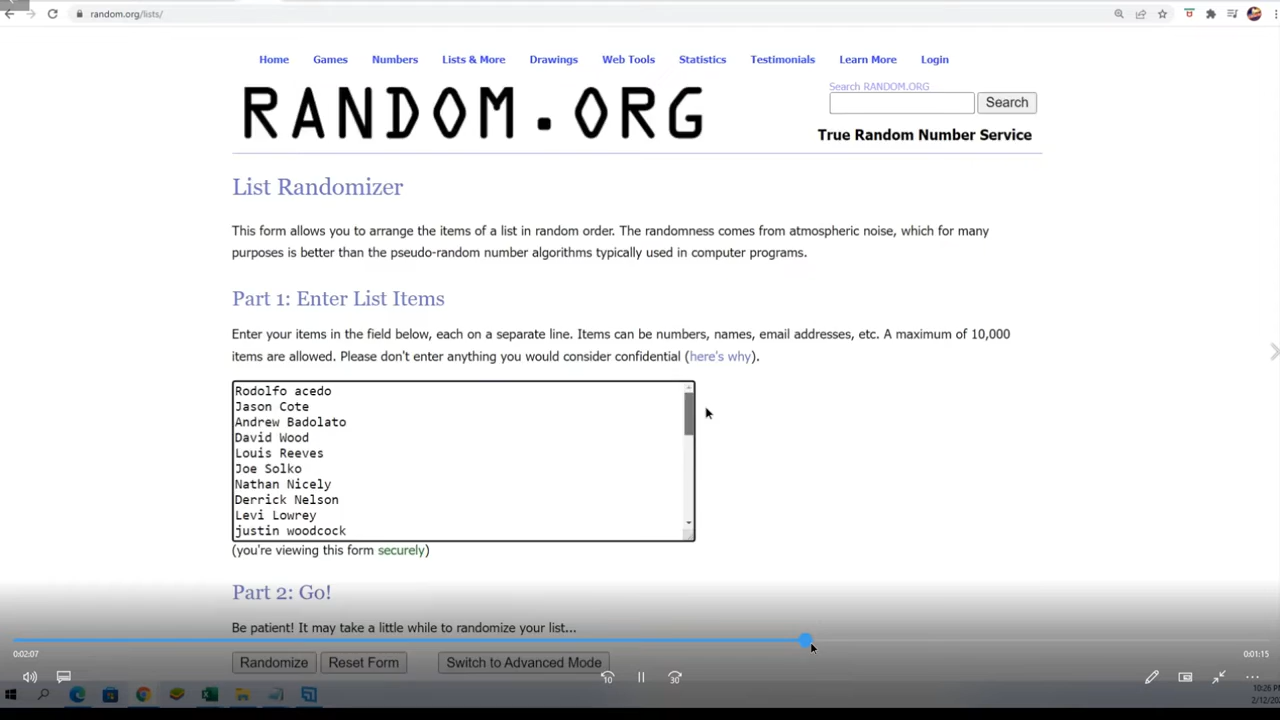 random.org/lists/
Home Games Numbers Lists & More Drawings Web Tools Statistics Testimonials Learn More Login
RANDOM.ORG
Search RANDOM.ORG
Search
True Random Number Service
List Randomizer
This form allows you to arrange the items of a list in random order. The randomness comes from atmospheric noise, which for many
purposes is better than the pseudo-random number algorithms typically used in computer programs.
Part 1: Enter List Items
Enter your items in the field below, each on a separate line. Items can be numbers, names, email addresses, etc. A maximum of 10,000
items are allowed. Please don't enter anything you would consider confidential (here's why).
Rodolfo acedo
Jason Cote
Andrew Badolato
David Wood
Louis Reeves
Joe Solko
Nathan Nicely
Derrick Nelson
Levi Lowrey
justin woodcock
(you're viewing this form securely)
Part 2: Go!
Be patient! It may take a little while to randomize your list...
0:02:07
0:01:15
Randomize Reset Form Switch to Advanced Mode
10 30
10:26 P
2/12/20